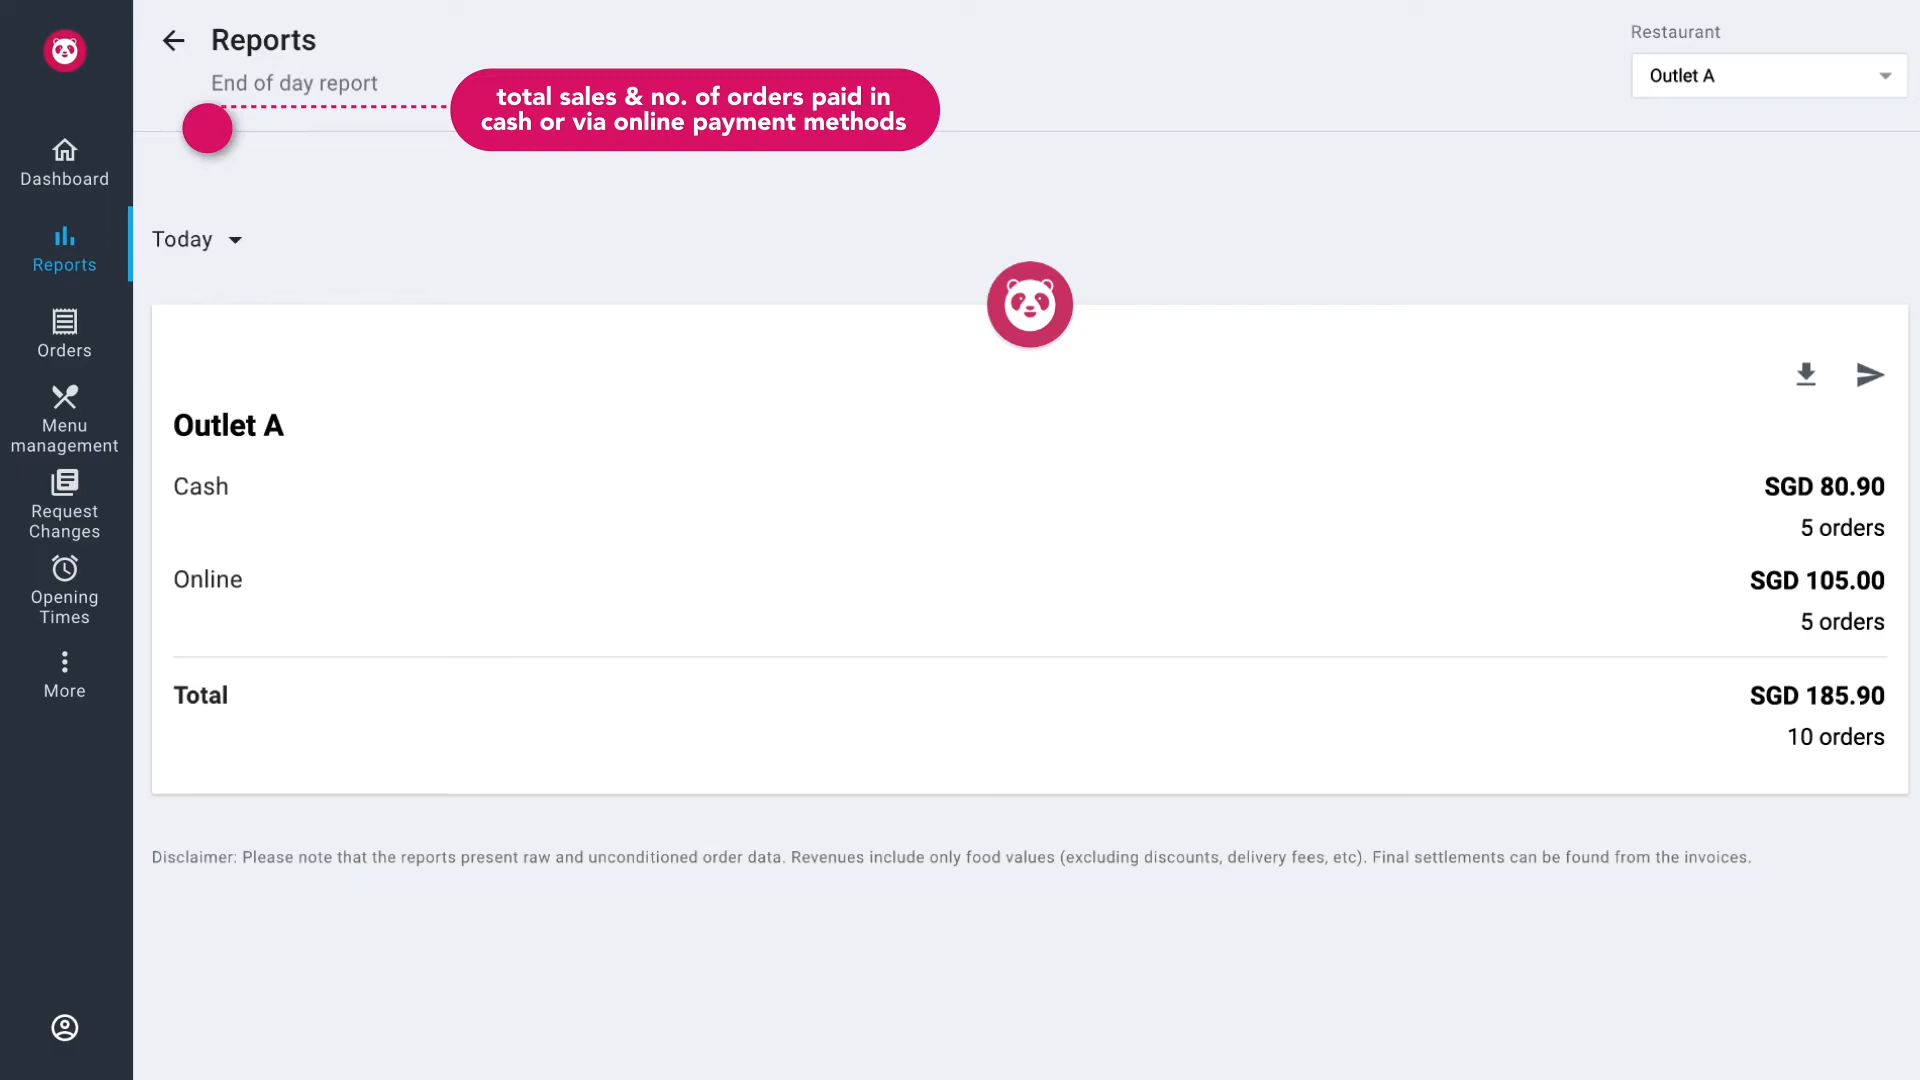 Reports
End of day report
total sales & no. of orders paid in
cash or via online payment methods
Restaurant
Outlet A
Dashboard
Reports
Orders
Menu
management
Request
Changes
Opening
Times
More
Today
Outlet A
Cash
SGD 80.90
5 orders
Online
SGD 105.00
5 orders
Total
SGD 185.90
10 orders
Disclaimer: Please note that the reports present raw and unconditioned order data. Revenues include only food values (excluding discounts, delivery fees, etc). Final settlements can be found from the invoices.